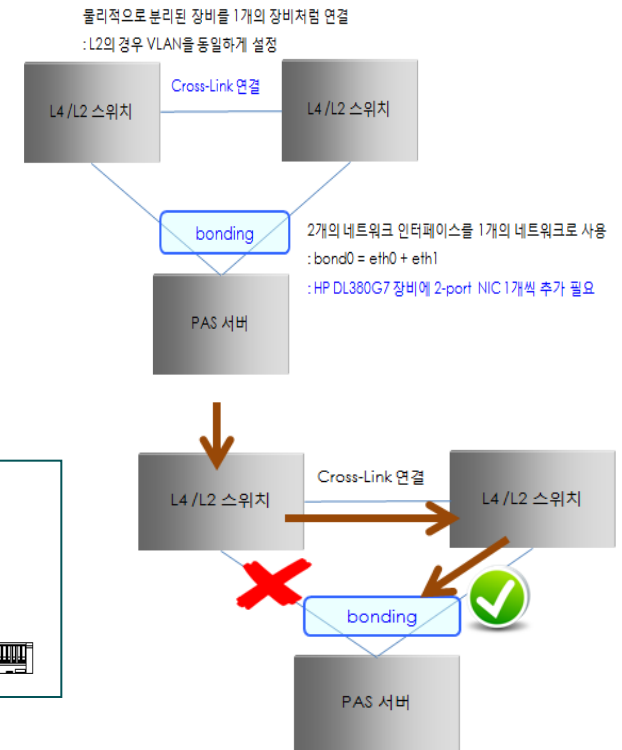 물리적으로 분리된 장비를 1개의 장비처럼 연결
: L2의 경우 VLAN을 동일하게 설정
Cross-Link 연결
L4 /L2 스위치
L4 /L2 스위치
bonding
2개의 네트워크 인터페이스를 1개의 네트워크로 사용
: bond0 = eth0 + eth1
: HP DL380G7 장비에 2-port NIC 1개씩 추가 필요
PAS 서버
Cross-Link 연결
L4 /L2 스위치
L4 /L2 스위치
bonding
PAS 서버